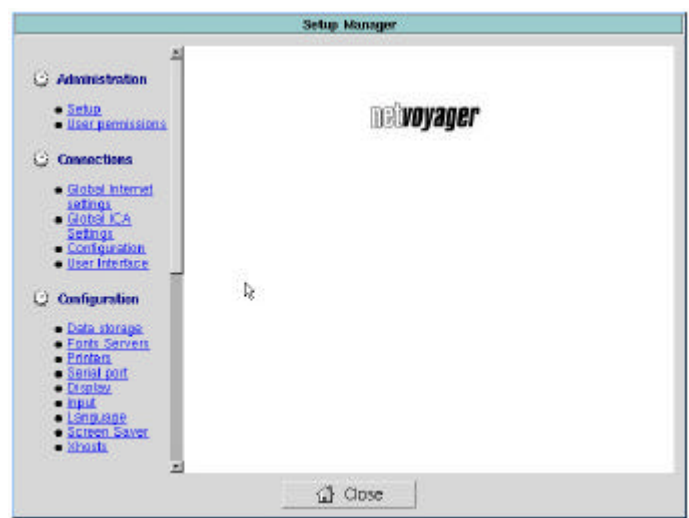 Setup Manager
Administration
Setup
User permissions
Connections
Global Internet
settings
Global ICA
Settings
Configuration
User Interface
Configuration
Data storage
Fonts Servers
Printers
Serial port
Display
Input
Language
Screen Saver
Xhosts
netvoyager
Close